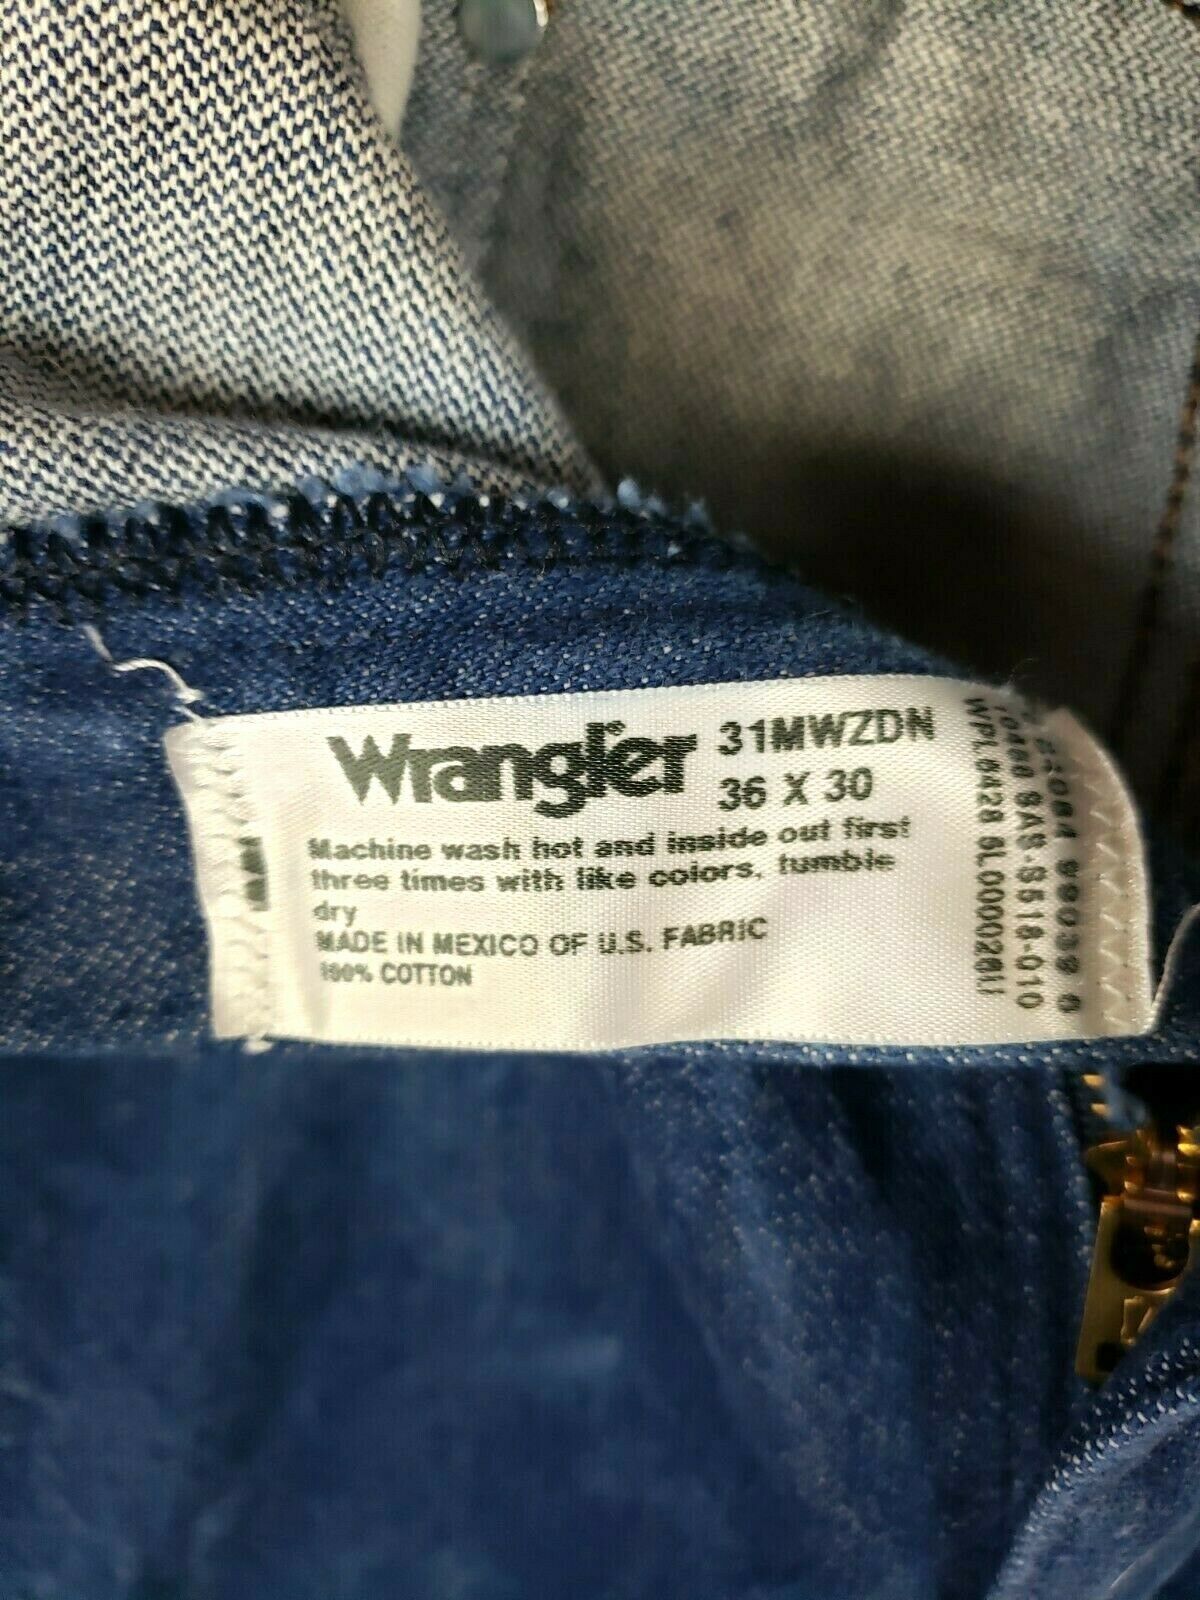 Wrangler 31MWZDN
36 X 30
Machine wash hot and inside out first
three times with like colors, tumble
dry
MADE IN MEXICO OF U.S. FABRIC
100% COTTON
W
SAS-S518-010
WPL8428